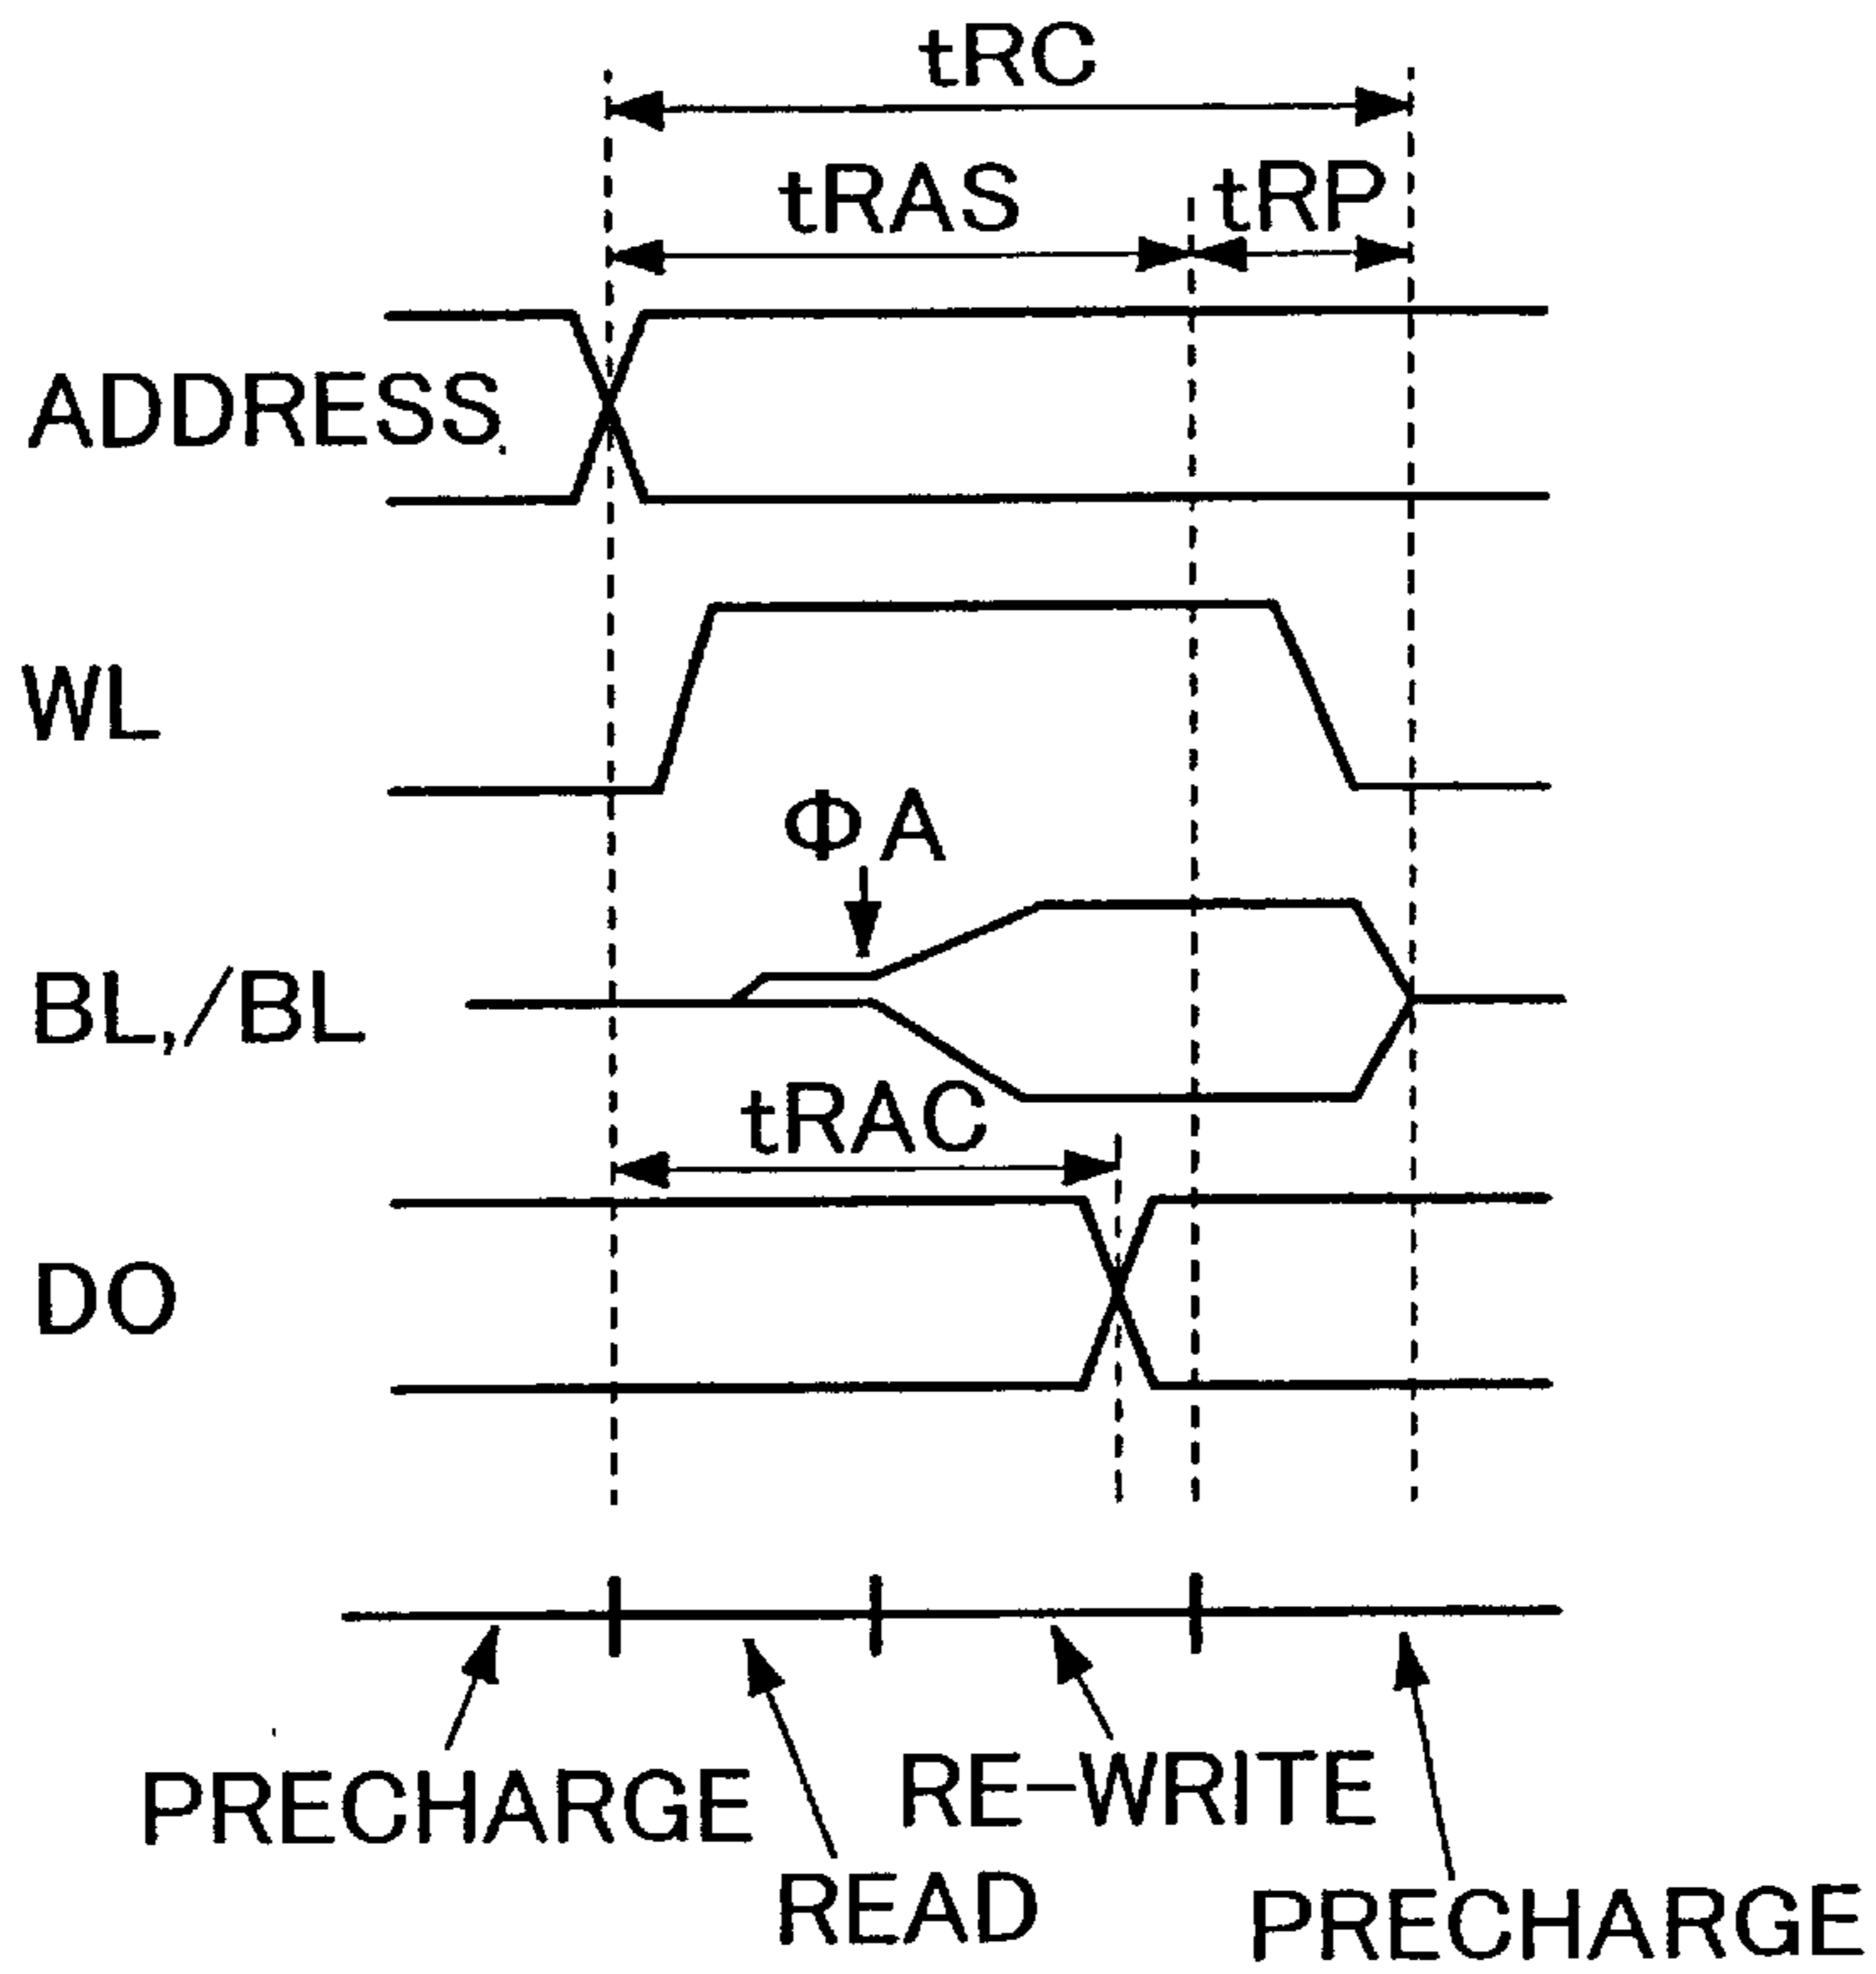 tRC
tRAS tRP
ADDRESS
WL
ΦA
BL,/BL
tRAC
DO
PRECHARGE
RE-WRITE
READ
PRECHARGE